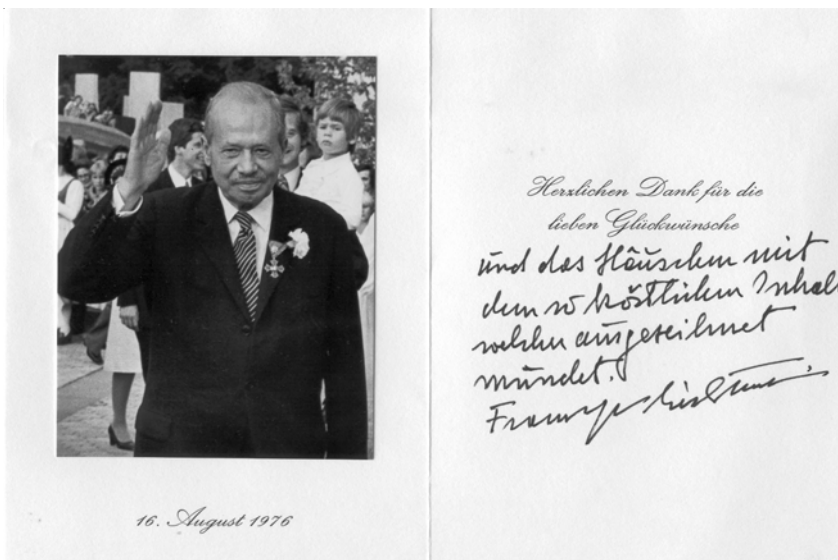 16. August 1976
Herzlichen Dank für die
lieben Glückwünsche
und das Häuschen mit
dem so köstlichen Inhal
welcher ausgezeichnet
mundet.
Franz